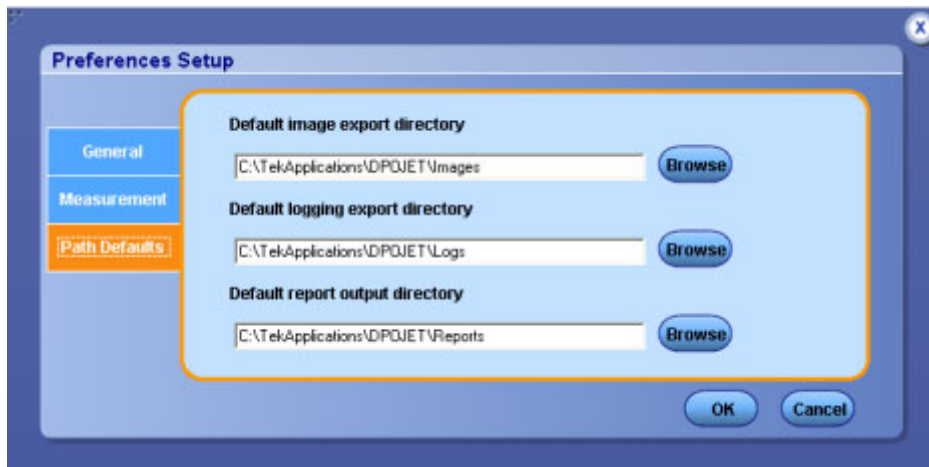 X
Preferences Setup
General
Measurement
Path Defaults
Default image export directory
C:\TekApplications\DPOJET\Images
Browse
Default logging export directory
C:\TekApplications\DPOJET\Logs
Browse
Default report output directory
C:\TekApplications\DPOJET\Reports
Browse
OK
Cancel